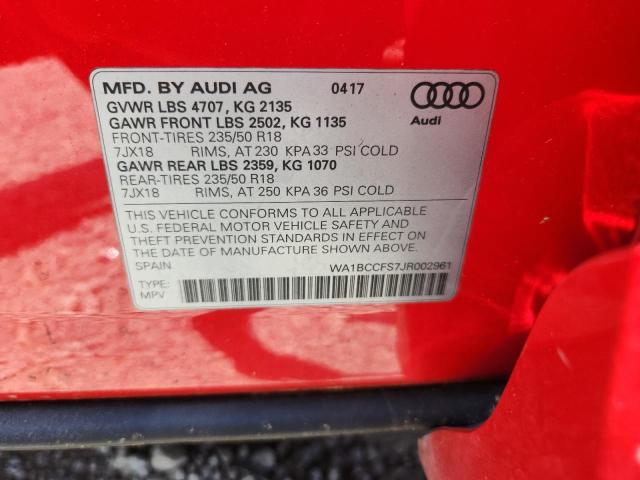 MFD. BY AUDI AG 0417
GVWR LBS 4707, KG 2135
GAWR FRONT LBS 2502, KG 1135
FRONT-TIRES 235/50 R18
7JX18 RIMS, AT 230 KPA 33 PSI COLD
GAWR REAR LBS 2359, KG 1070
REAR-TIRES 235/50 R18
7JX18 RIMS, AT 250 KPA 36 PSI COLD
Audi
THIS VEHICLE CONFORMS TO ALL APPLICABLE
U.S. FEDERAL MOTOR VEHICLE SAFETY AND
THEFT PREVENTION STANDARDS IN EFFECT ON
THE DATE OF MANUFACTURE SHOWN ABOVE.
SPAIN WA1BCCFS7JR002961
TYPE:
MPV